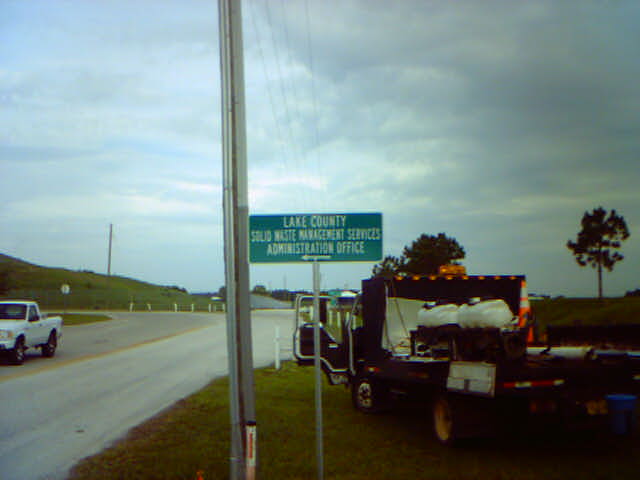 LAKE COUNTY
SOLID WASTE MANAGEMENT SERVICES
ADMINISTRATION OFFICE